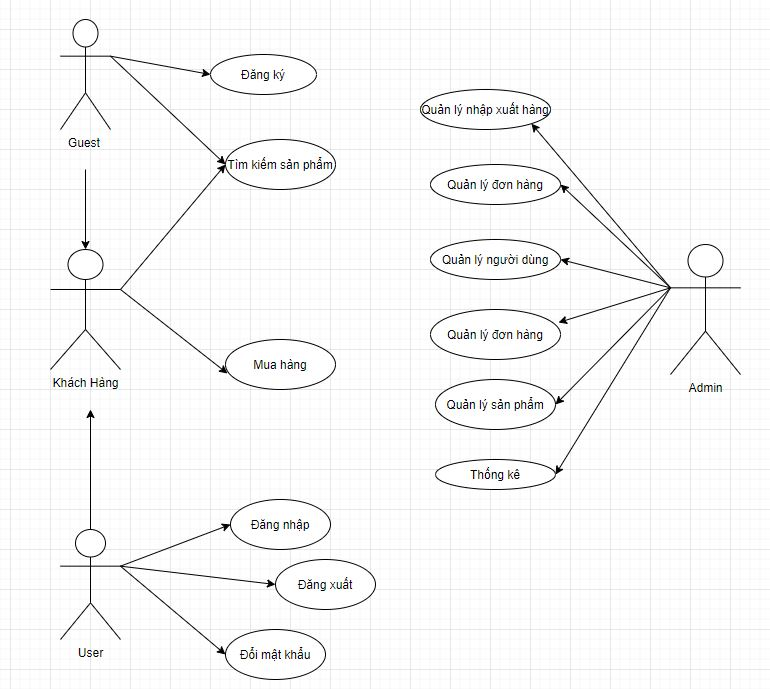 Đăng ký
Guest
Tìm kiếm sản phẩm
Khách Hàng
Mua hàng
Đăng nhập
Đăng xuất
Đổi mật khẩu
User
Quản lý nhập xuất hàng
Quản lý đơn hàng
Quản lý người dùng
Quản lý đơn hàng
Quản lý sản phẩm
Thống kê
Admin